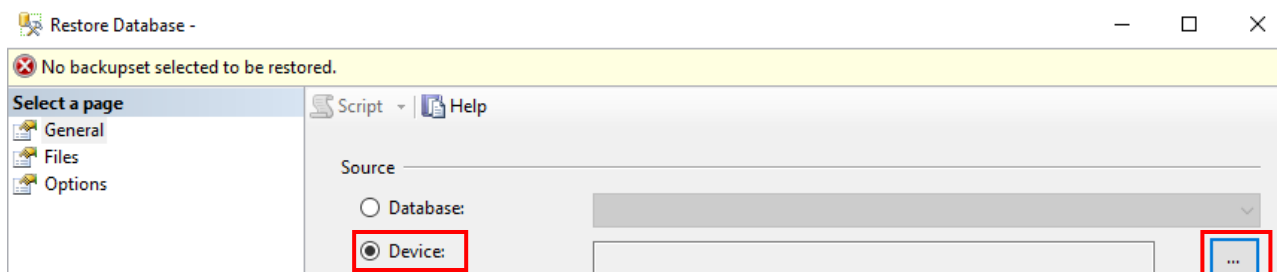 Restore Database -
No backupset selected to be restored.
Select a page
General
Files
Options
Script
Help
Source
Database:
Device:
...